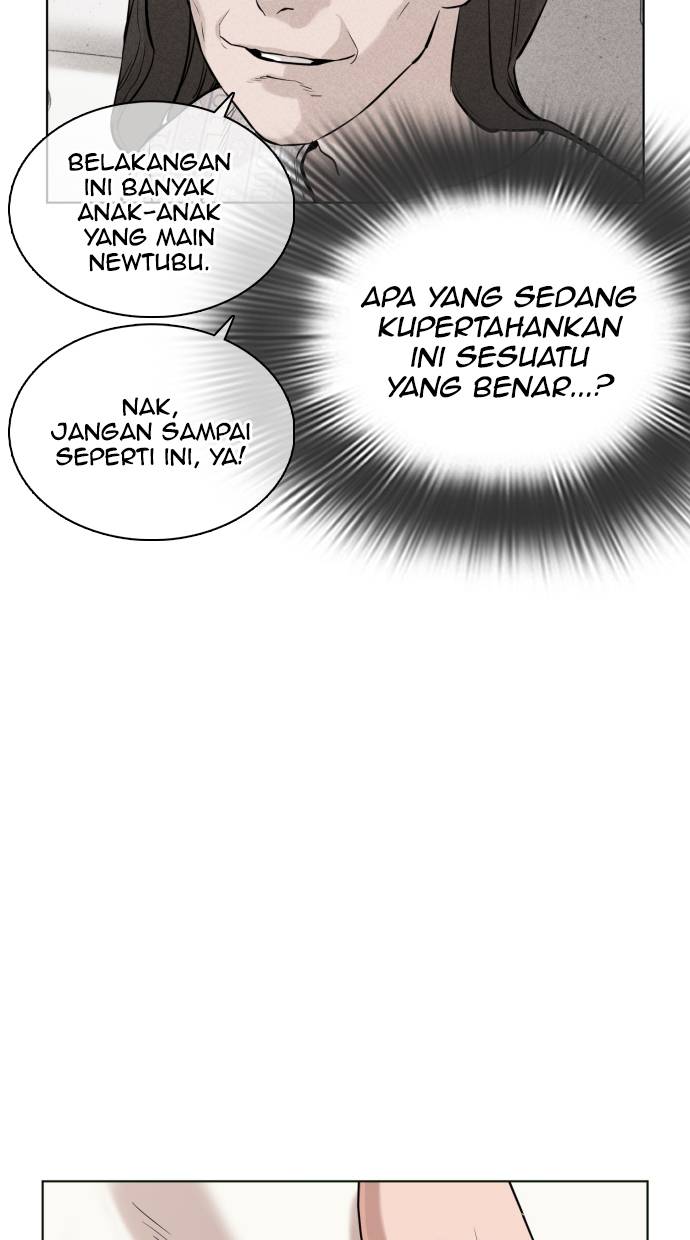 BELAKANGAN
INI BANYAK
ANAK-ANAK
YANG MAIN
NEWTUBU.
APA YANG SEDANG
KUPERTAHANKAN
INI SESUATU
YANG BENAR...?
NAK,
JANGAN SAMPAI
SEPERTI INI, YA!